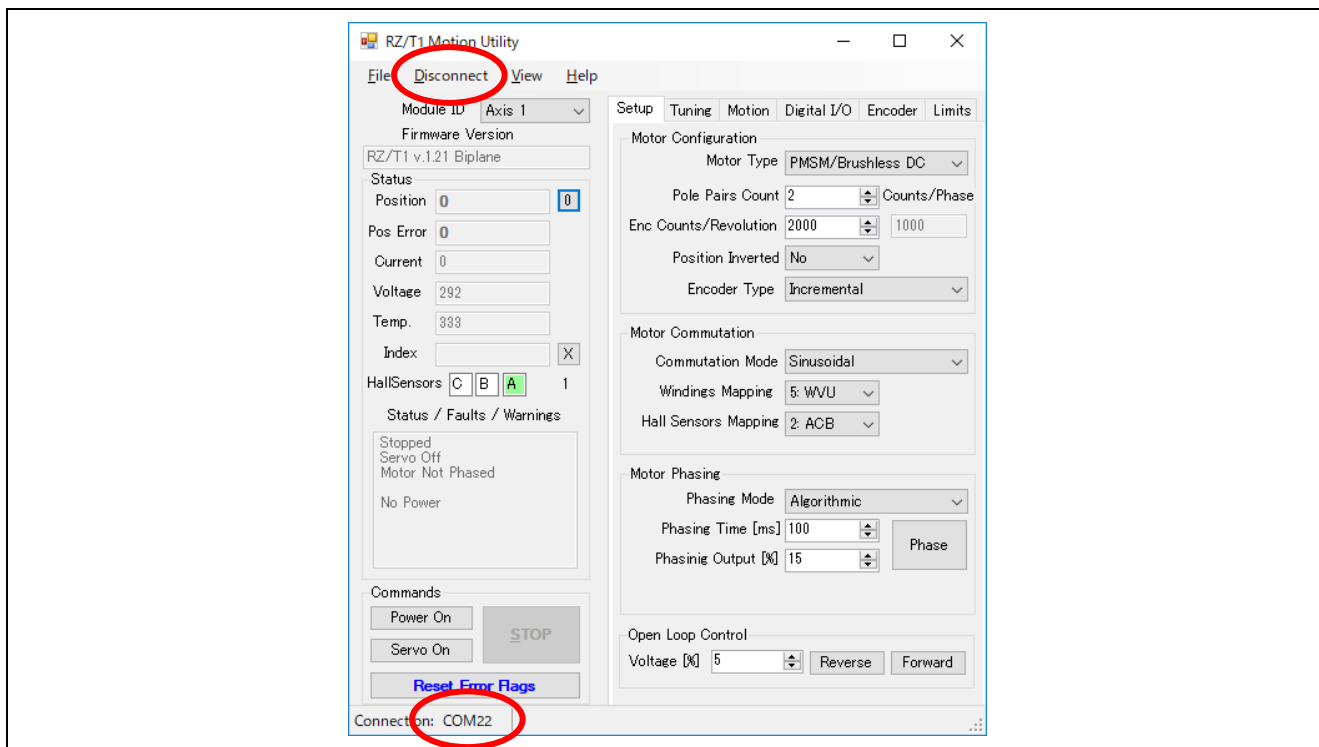 RZ/T1 Motion Utility
File Disconnect View Help
Module ID Axis 1
Firmware Version
RZ/T1 v.1.21 Biplane
Status
Position 0 0
Pos Error 0
Current 0
Voltage 292
Temp. 333
Index X
HallSensors C B A 1
Status / Faults / Warnings
Stopped
Servo Off
Motor Not Phased
No Power
Commands
Power On
Servo On
STOP
Reset Error Flags
Setup Tuning Motion Digital I/O Encoder Limits
Motor Configuration
Motor Type PMSM/Brushless DC
Pole Pairs Count 2 Counts/Phase
Enc Counts/Revolution 2000 1000
Position Inverted No
Encoder Type Incremental
Motor Commutation
Commutation Mode Sinusoidal
Windings Mapping 5: WVU
Hall Sensors Mapping 2: ACB
Motor Phasing
Phasing Mode Algorithmic
Phasing Time [ms] 100
Phasinig Output [%] 15
Phase
Open Loop Control
Voltage [%] 5 Reverse Forward
Connection: COM22